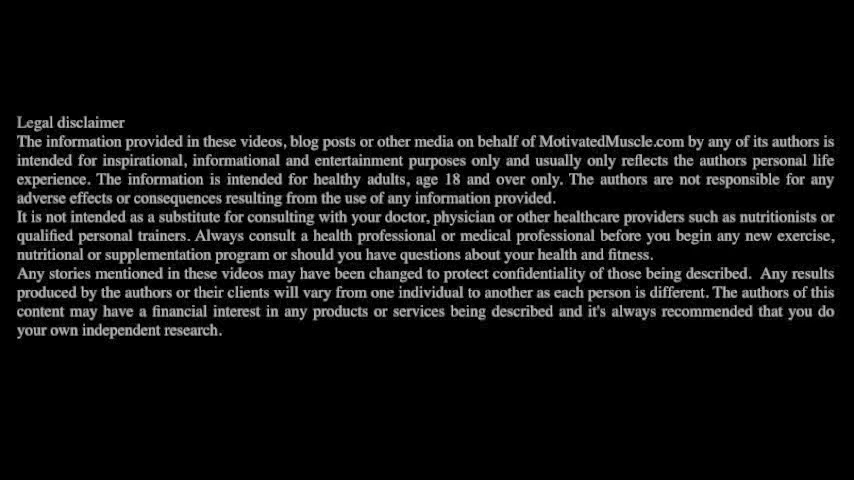 Legal disclaimer
The information provided in these videos, blog posts or other media on behalf of MotivatedMuscle.com by any of its authors is
intended for inspirational, informational and entertainment purposes only and usually only reflects the authors personal life
experience. The information is intended for healthy adults, age 18 and over only. The authors are not responsible for any
adverse effects or consequences resulting from the use of any information provided.
It is not intended as a substitute for consulting with your doctor, physician or other healthcare providers such as nutritionists or
qualified personal trainers. Always consult a health professional or medical professional before you begin any new exercise,
nutritional or supplementation program or should you have questions about your health and fitness.
Any stories mentioned in these videos may have been changed to protect confidentiality of those being described.  Any results
produced by the authors or their clients will vary from one individual to another as each person is different. The authors of this
content may have a financial interest in any products or services being described and it's always recommended that you do
your own independent research.